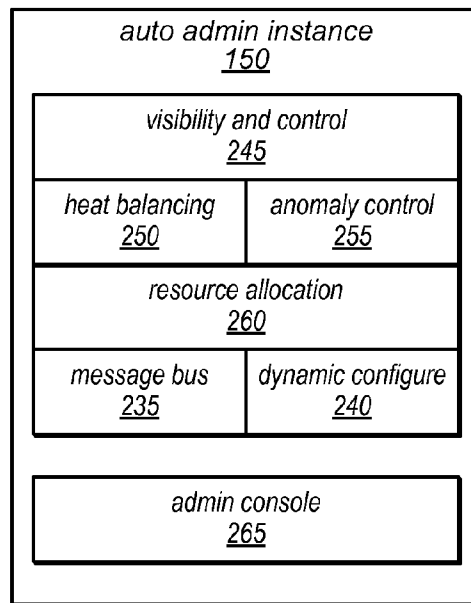 auto admin instance
150
visibility and control
245
heat balancing
250
anomaly control
255
resource allocation
260
message bus
235
dynamic configure
240
admin console
265